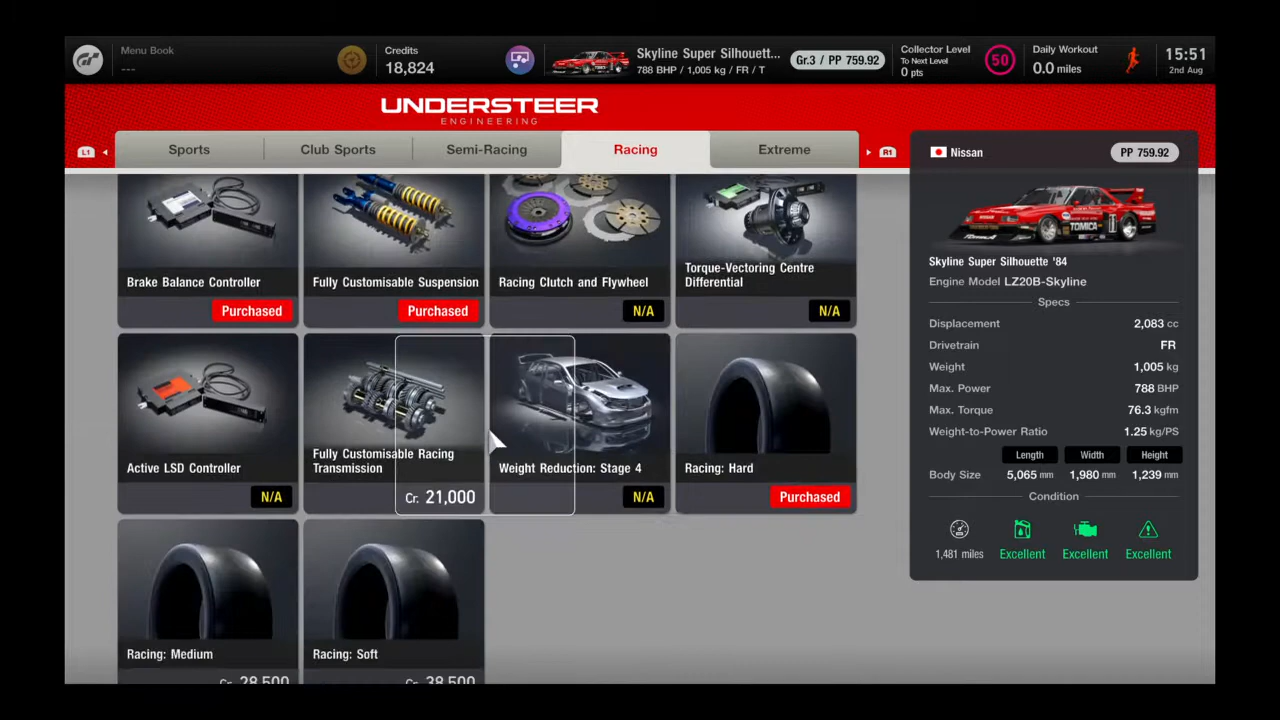 Menu Book
---
Credits
18,824
Skyline Super Silhouett...
788 BHP / 1,005 kg / FR / T
Gr.3 / PP 759.92
Collector Level
To Next Level
0 pts
50
Daily Workout
0.0 miles
15:51
2nd Aug
UNDERSTEER
ENGINEERING
L1
Sports
Club Sports
Semi-Racing
Racing
Extreme
R1
Brake Balance Controller
Purchased
Fully Customisable Suspension
Purchased
Racing Clutch and Flywheel
N/A
Torque-Vectoring Centre
Differential
N/A
Active LSD Controller
N/A
Fully Customisable Racing
Transmission
Cr. 21,000
Weight Reduction: Stage 4
N/A
Racing: Hard
Purchased
Racing: Medium
Cr. 28,500
Racing: Soft
Cr. 38,500
Nissan
PP 759.92
TOMICA
Skyline Super Silhouette '84
Engine Model LZ20B-Skyline
Specs
Displacement 2,083 cc
Drivetrain FR
Weight 1,005 kg
Max. Power 788 BHP
Max. Torque 76.3 kgfm
Weight-to-Power Ratio 1.25 kg/PS
Length Width Height
Body Size 5,065 mm 1,980 mm 1,239 mm
Condition
1,481 miles Excellent Excellent Excellent